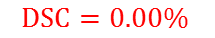 DSC = 0.00%